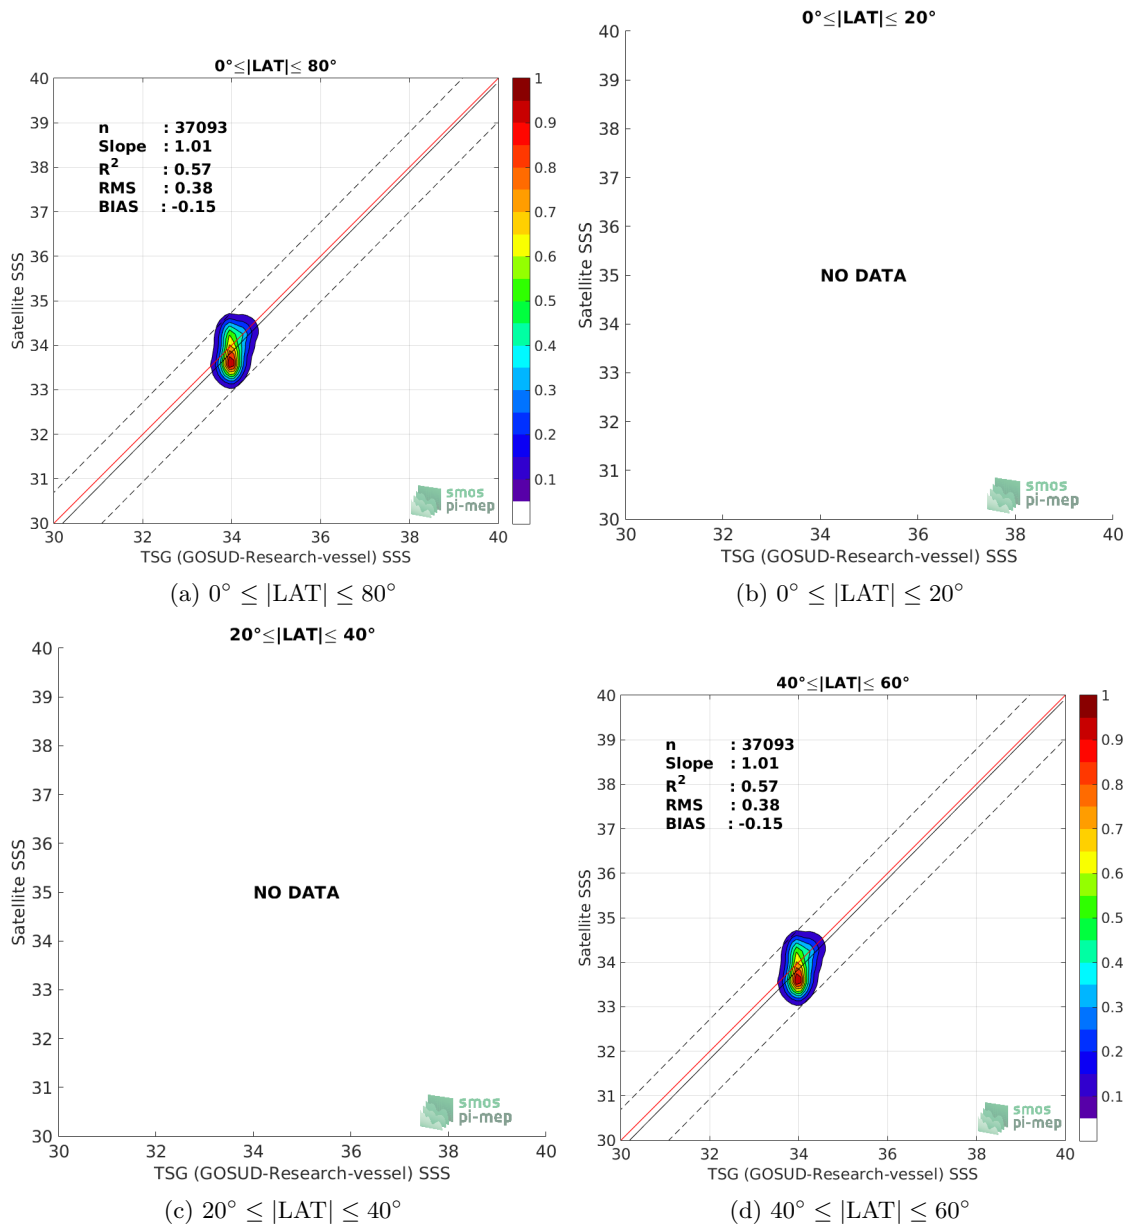 0°≤|LAT|≤ 80°
40
39
38
37
36
35
34
33
32
31
30
Satellite SSS
n : 37093
Slope : 1.01
R2 : 0.57
RMS : 0.38
BIAS : -0.15
smos
pi-mep
30 32 34 36 38 40
TSG (GOSUD-Research-vessel) SSS
1
0.9
0.8
0.7
0.6
0.5
0.4
0.3
0.2
0.1
(a) 0° ≤ |LAT| ≤ 80°
0°≤|LAT|≤ 20°
40
39
38
37
36
35
34
33
32
31
30
Satellite SSS
NO DATA
smos
pi-mep
30 32 34 36 38 40
TSG (GOSUD-Research-vessel) SSS
(b) 0° ≤ |LAT| ≤ 20°
20°≤|LAT|≤ 40°
40
39
38
37
36
35
34
33
32
31
30
Satellite SSS
NO DATA
smos
pi-mep
30 32 34 36 38 40
TSG (GOSUD-Research-vessel) SSS
(c) 20° ≤ |LAT| ≤ 40°
40°≤|LAT|≤ 60°
40
39
38
37
36
35
34
33
32
31
30
Satellite SSS
n : 37093
Slope : 1.01
R2 : 0.57
RMS : 0.38
BIAS : -0.15
smos
pi-mep
30 32 34 36 38 40
TSG (GOSUD-Research-vessel) SSS
1
0.9
0.8
0.7
0.6
0.5
0.4
0.3
0.2
0.1
(d) 40° ≤ |LAT| ≤ 60°